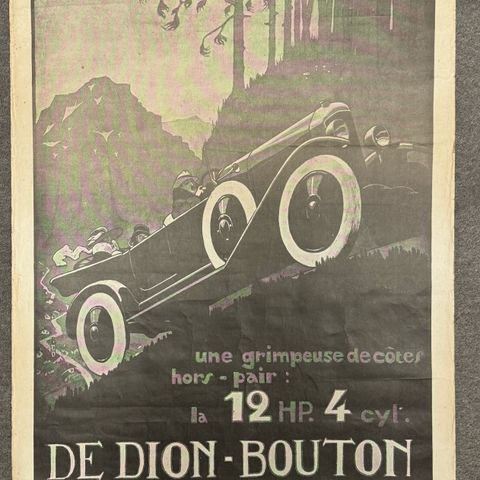 une grimpeuse de côtes
hors-pair :
la 12 HP. 4 cyl.
DE DION-BOUTON